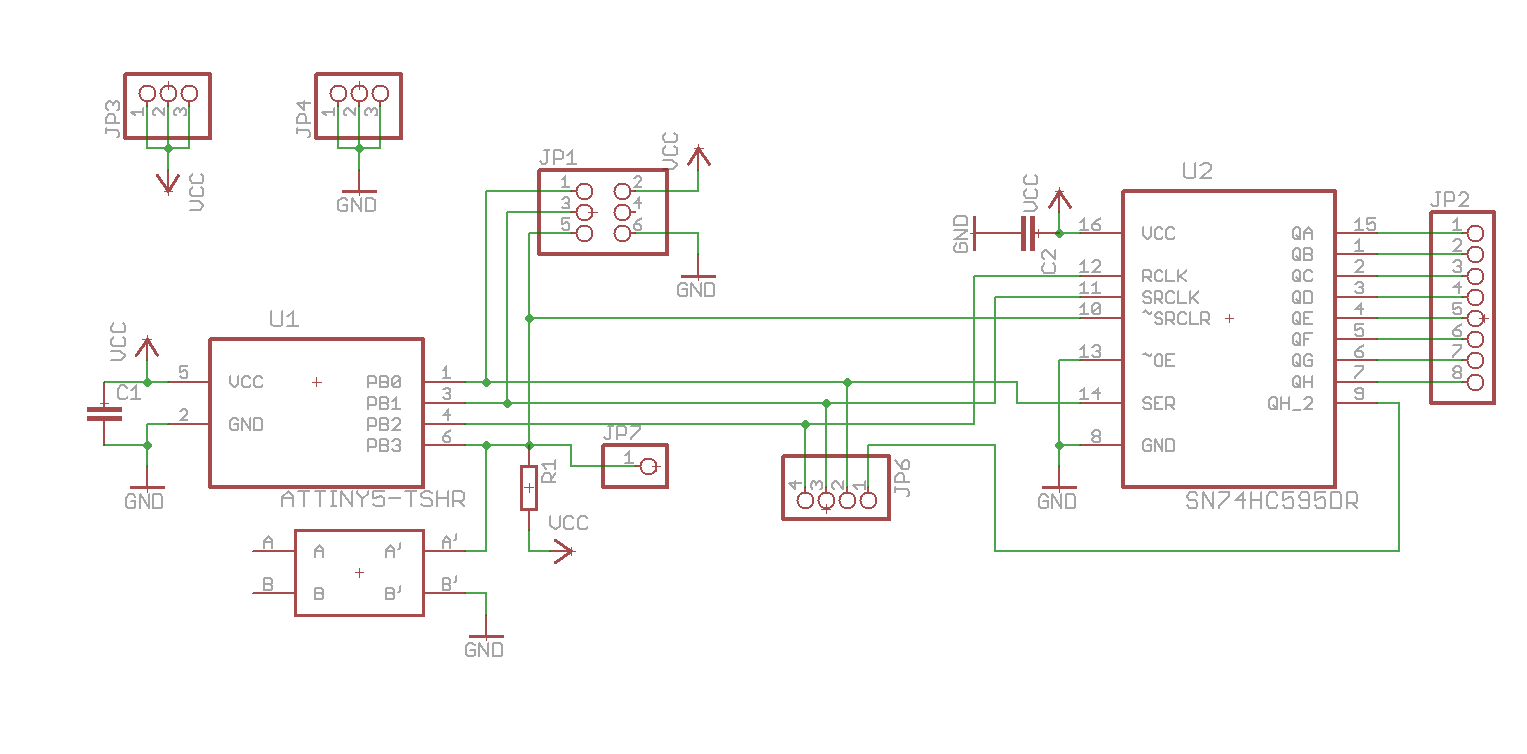 JP3
1 2 3
VCC
JP4
1 2 3
GND
JP1
1 2
3 4
5 6
VCC
GND
U1
VCC
C1
GND
5 VCC
2 GND
PB0 1
PB1 3
PB2 4
PB3 6
ATTINY5-TSHR
A A A' A'
B B B' B'
GND
R1
VCC
JP7
1
JP6
4 3 2 1
U2
GND
C2
VCC
16 VCC
12 RCLK
11 SRCLK
10 ~SRCLR
13 ~OE
14 SER
8 GND
GND
QA 15
QB 1
QC 2
QD 3
QE 4
QF 5
QG 6
QH 7
QH_2 9
SN74HC595DR
JP2
1
2
3
4
5
6
7
8